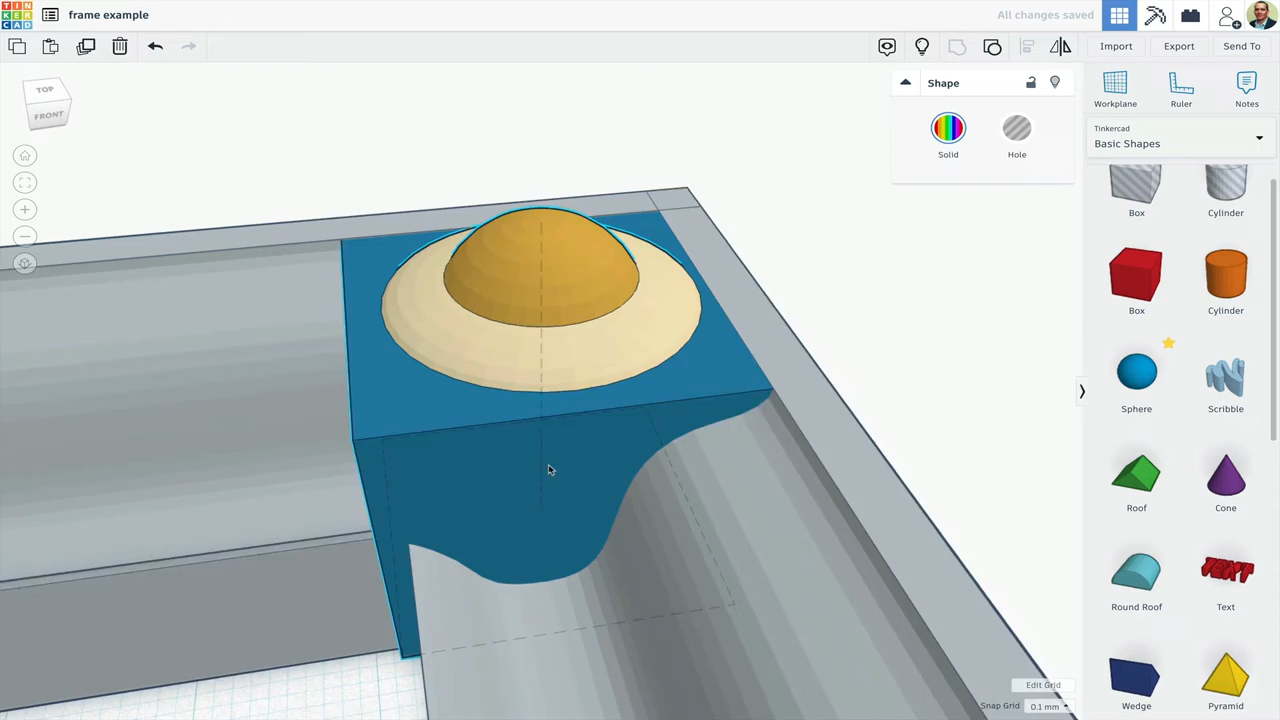 TIN
KER
CAD
frame example
All changes saved
Import
Export
Send To
TOP
FRONT
Shape
Solid
Hole
Workplane
Ruler
Notes
Tinkercad
Basic Shapes
Box
Cylinder
Box
Cylinder
Sphere
Scribble
Roof
Cone
TEXT
Round Roof
Text
Wedge
Pyramid
Edit Grid
Snap Grid
0.1 mm